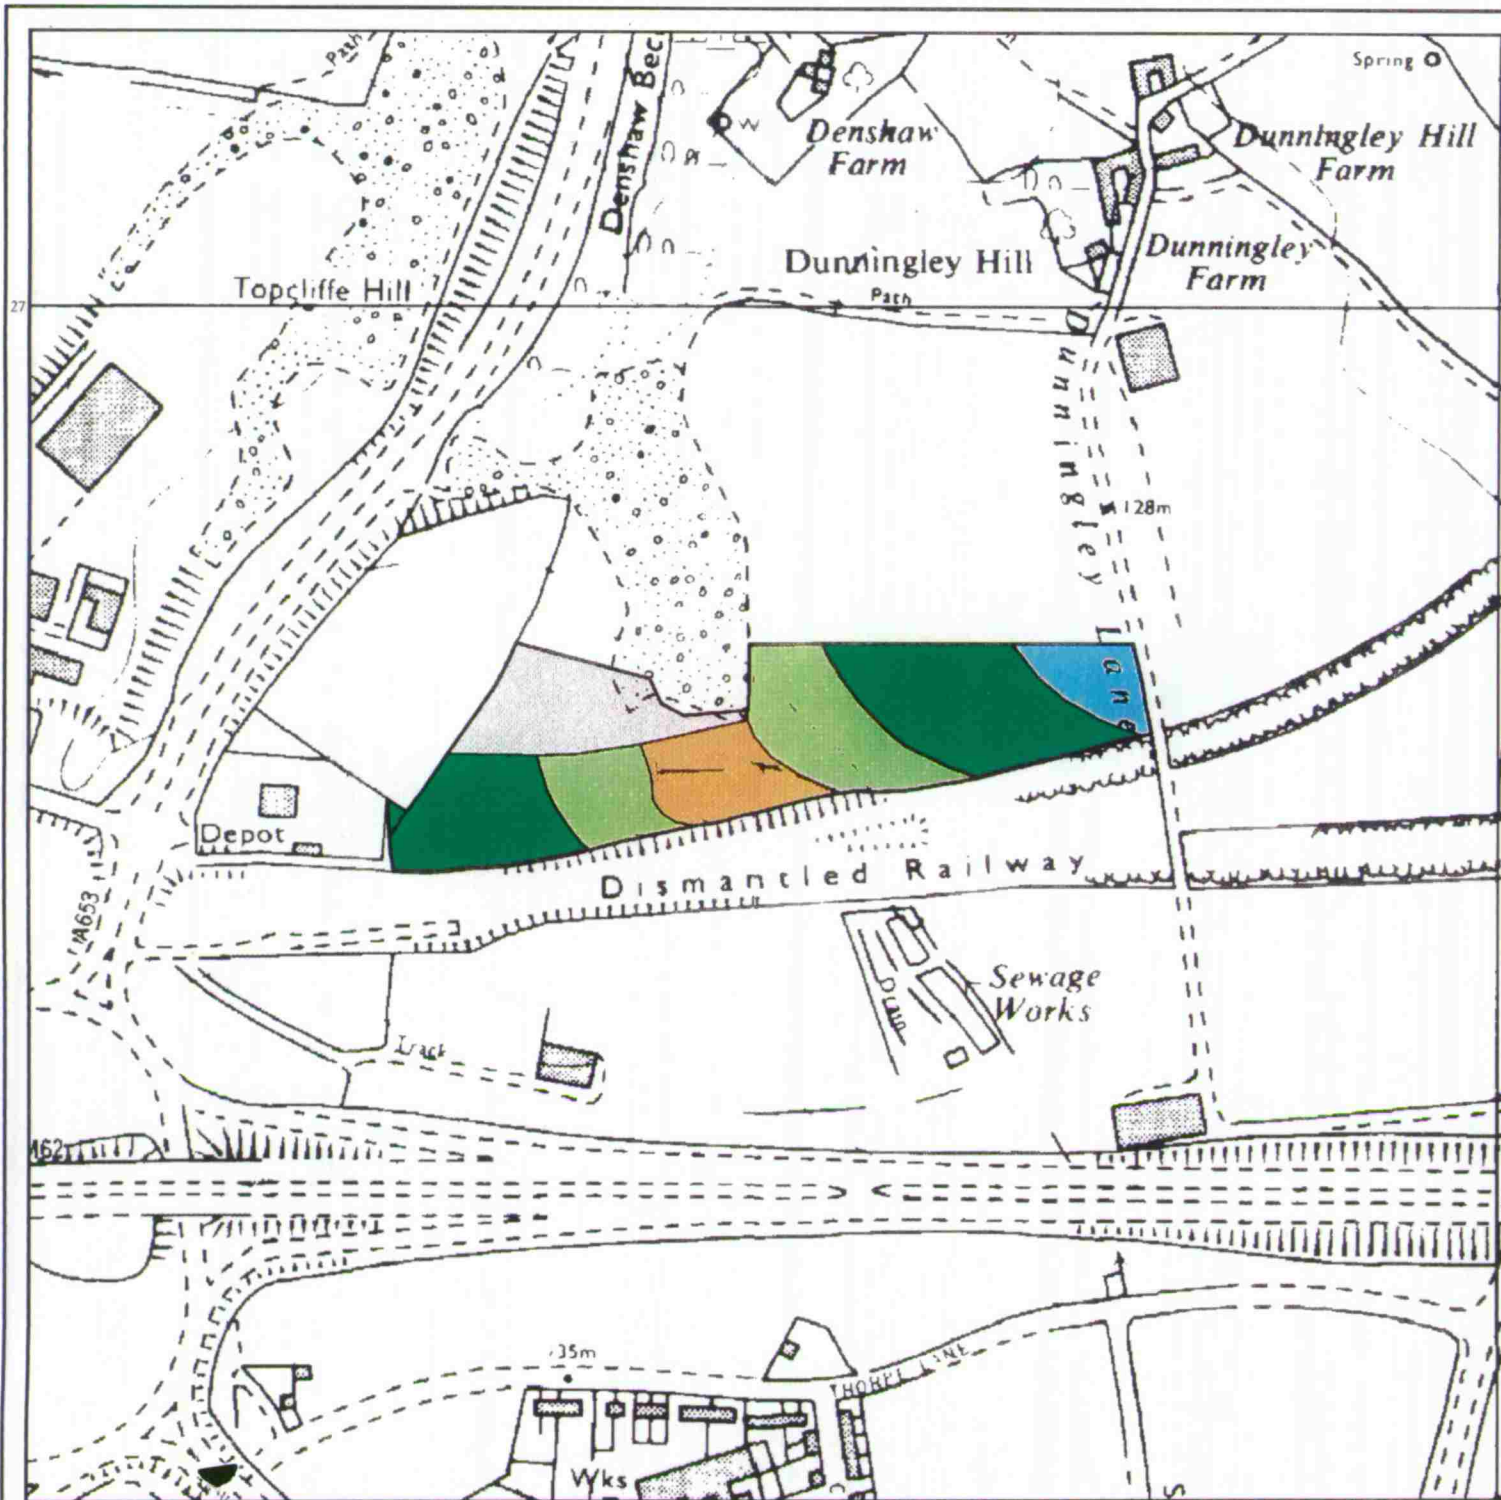 Path
Spring
Denshaw Bec
W
Denshaw
Farm
Dunningley Hill
Farm
Topcliffe Hill
Dunningley Hill
Dunningley
Farm
27
Path
Dunningley Lane
128m
Depot
Dismantled Railway
A653
Sewage
Works
Drain
Track
M62
35m
THORPE LANE
Wks
S